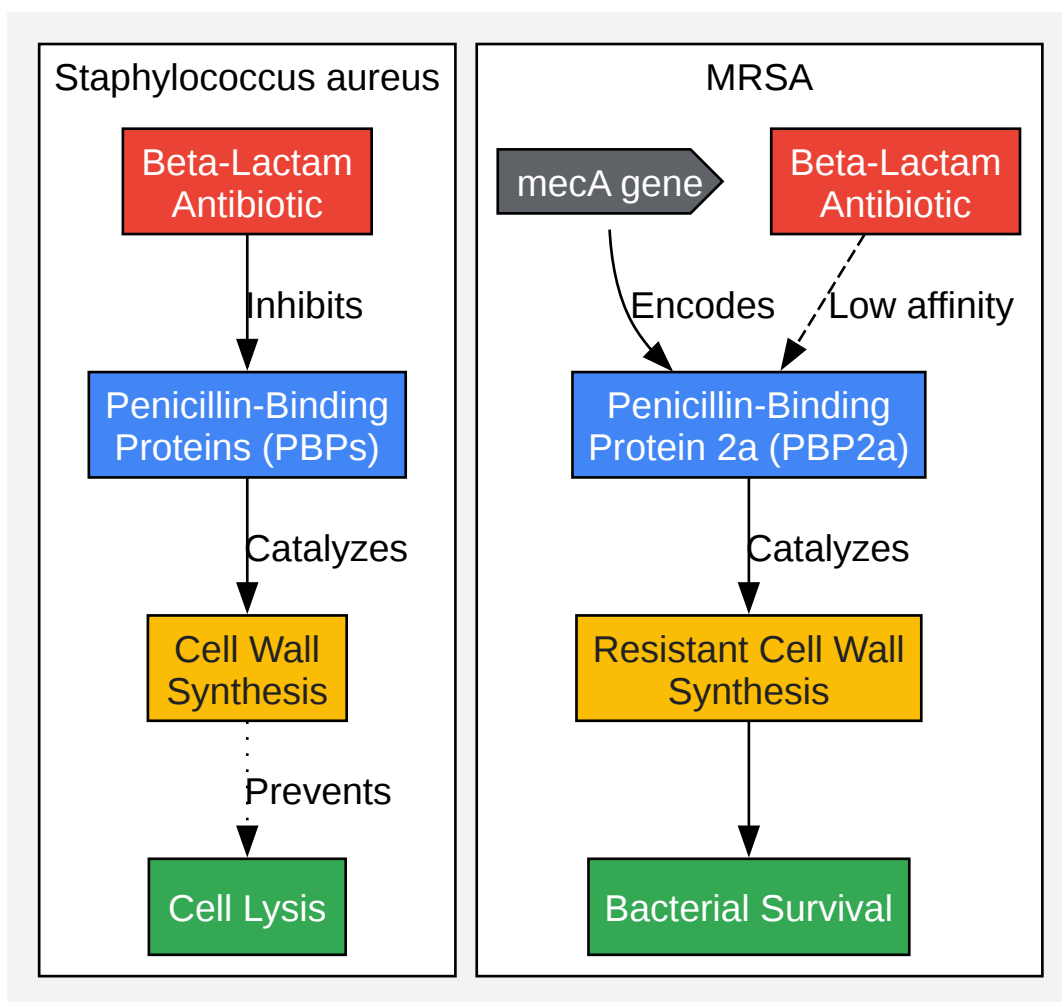 Staphylococcus aureus
Beta-Lactam
Antibiotic
Inhibits
Penicillin-Binding
Proteins (PBPs)
Catalyzes
Cell Wall
Synthesis
Prevents
Cell Lysis
MRSA
mecA gene
Beta-Lactam
Antibiotic
Encodes
Low affinity
Penicillin-Binding
Protein 2a (PBP2a)
Catalyzes
Resistant Cell Wall
Synthesis
Bacterial Survival